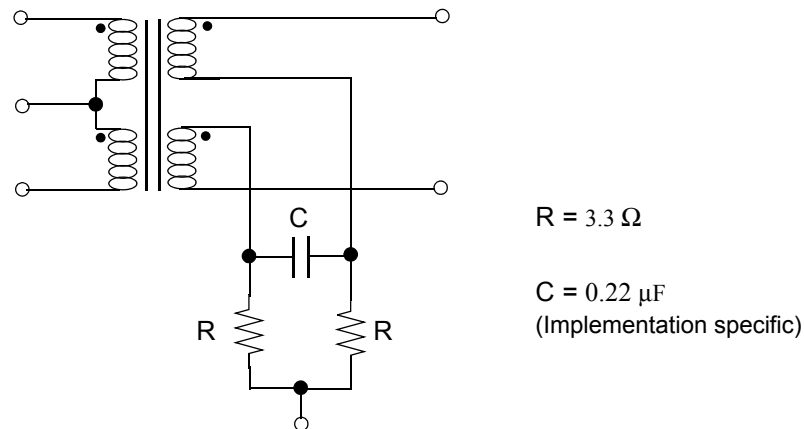 C
R = 3.3 Ω
C = 0.22 µF
(Implementation specific)
R R